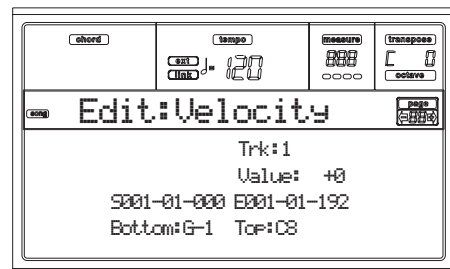 chord tempo measure transpose
ext ♩= 120 888 C 0
link octave
song Edit:Velocity page
88
Trk:1
Value: +0
S001-01-000 E001-01-192
Bottom:G-1 Top:C8